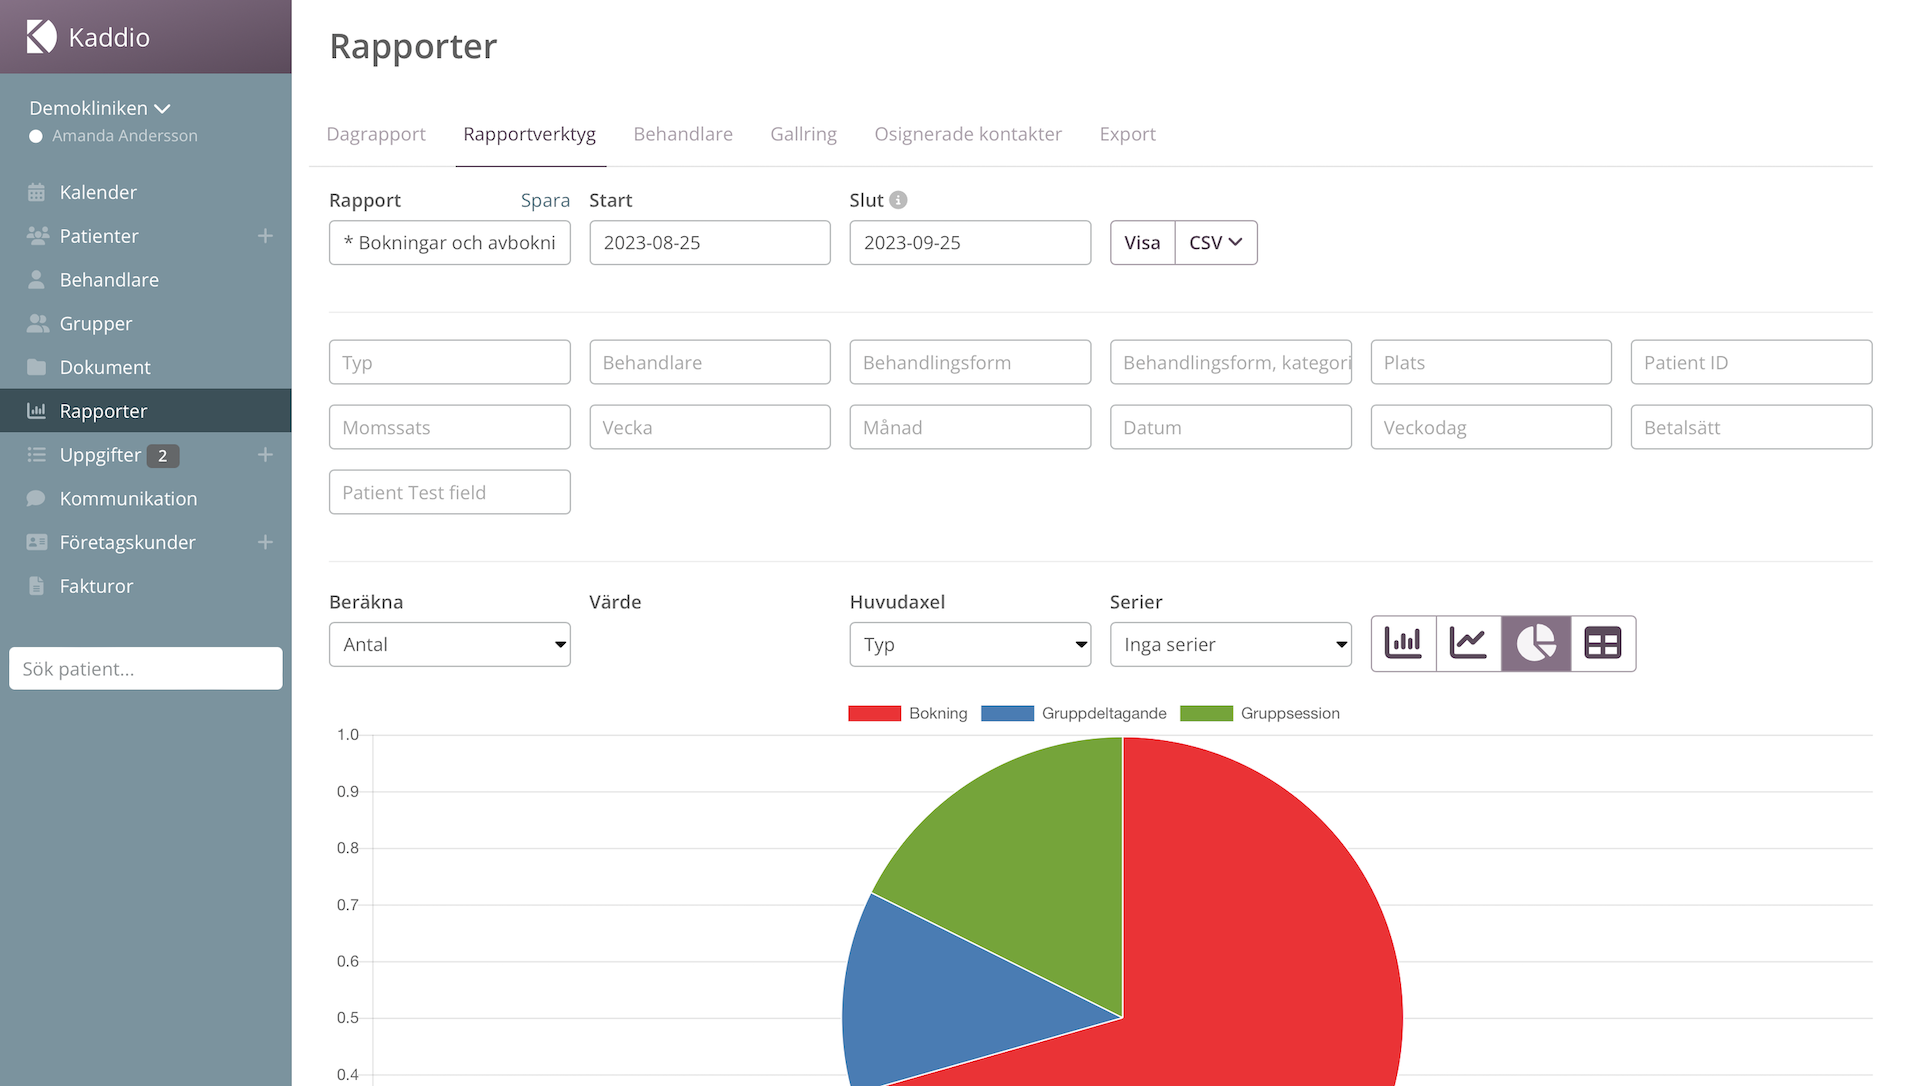 Kaddio
Demokliniken
Amanda Andersson
Kalender
Patienter
Behandlare
Grupper
Dokument
Rapporter
Uppgifter 2
Kommunikation
Företagskunder
Fakturor
Sök patient...
Rapporter
Dagrapport Rapportverktyg Behandlare Gallring Osignerade kontakter Export
Rapport Spara Start Slut
* Bokningar och avbokni 2023-08-25 2023-09-25 Visa CSV
Typ Behandlare Behandlingsform Behandlingsform, kategori Plats Patient ID
Momssats Vecka Månad Datum Veckodag Betalsätt
Patient Test field
Beräkna Värde Huvudaxel Serier
Antal Typ Inga serier
Bokning Gruppdeltagande Gruppsession
1.0
0.9
0.8
0.7
0.6
0.5
0.4